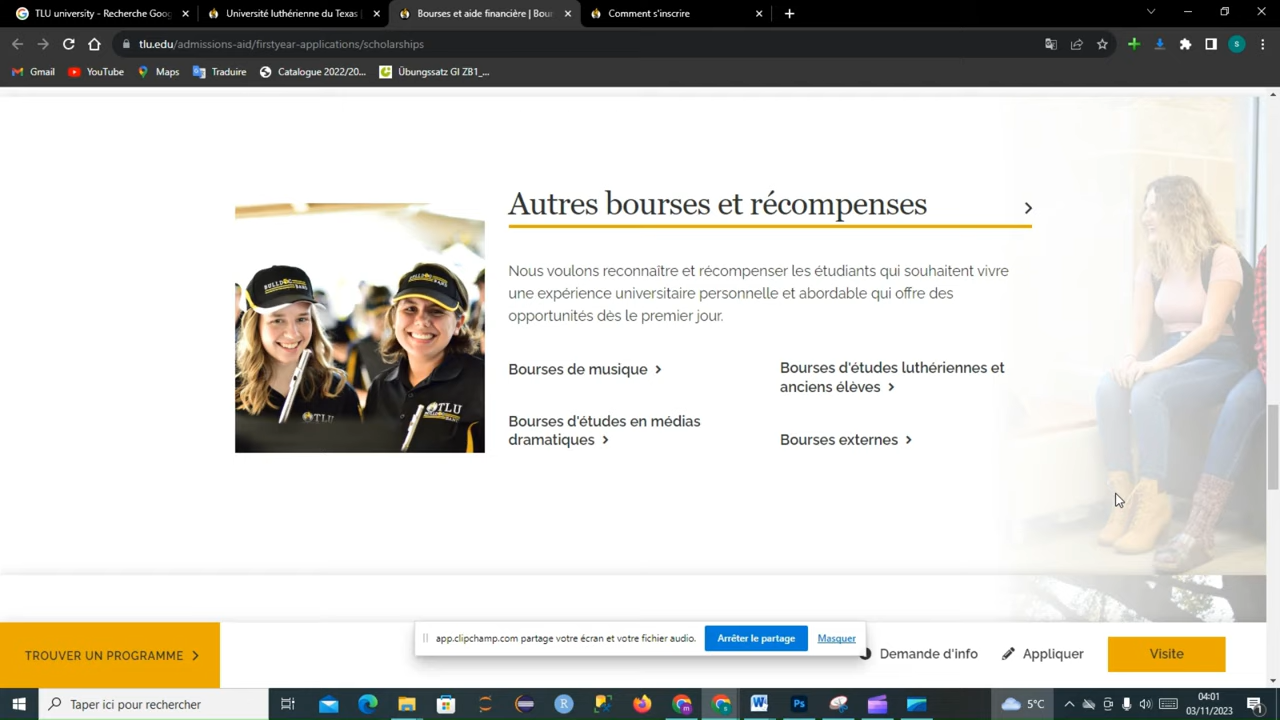 TLU university - Recherche Goo
Université luthérienne du Texas |
Bourses et aide financière | Bour
Comment s'inscrire
tlu.edu/admissions-aid/firstyear-applications/scholarships
S
Gmail
YouTube
Maps
Traduire
Catalogue 2022/20...
Übungssatz GI ZB1_...
Autres bourses et récompenses
Nous voulons reconnaître et récompenser les étudiants qui souhaitent vivre
une expérience universitaire personnelle et abordable qui offre des
opportunités dès le premier jour.
Bourses de musique
Bourses d'études luthériennes et
anciens élèves
Bourses d'études en médias
dramatiques
Bourses externes
BULLDOG
BAND
TLU
TLU
TROUVER UN PROGRAMME
app.clipchamp.com partage votre écran et votre fichier audio.
Arrêter le partage
Masquer
Demande d'info
Appliquer
Visite
Taper ici pour rechercher
5°C
04:01
03/11/2023